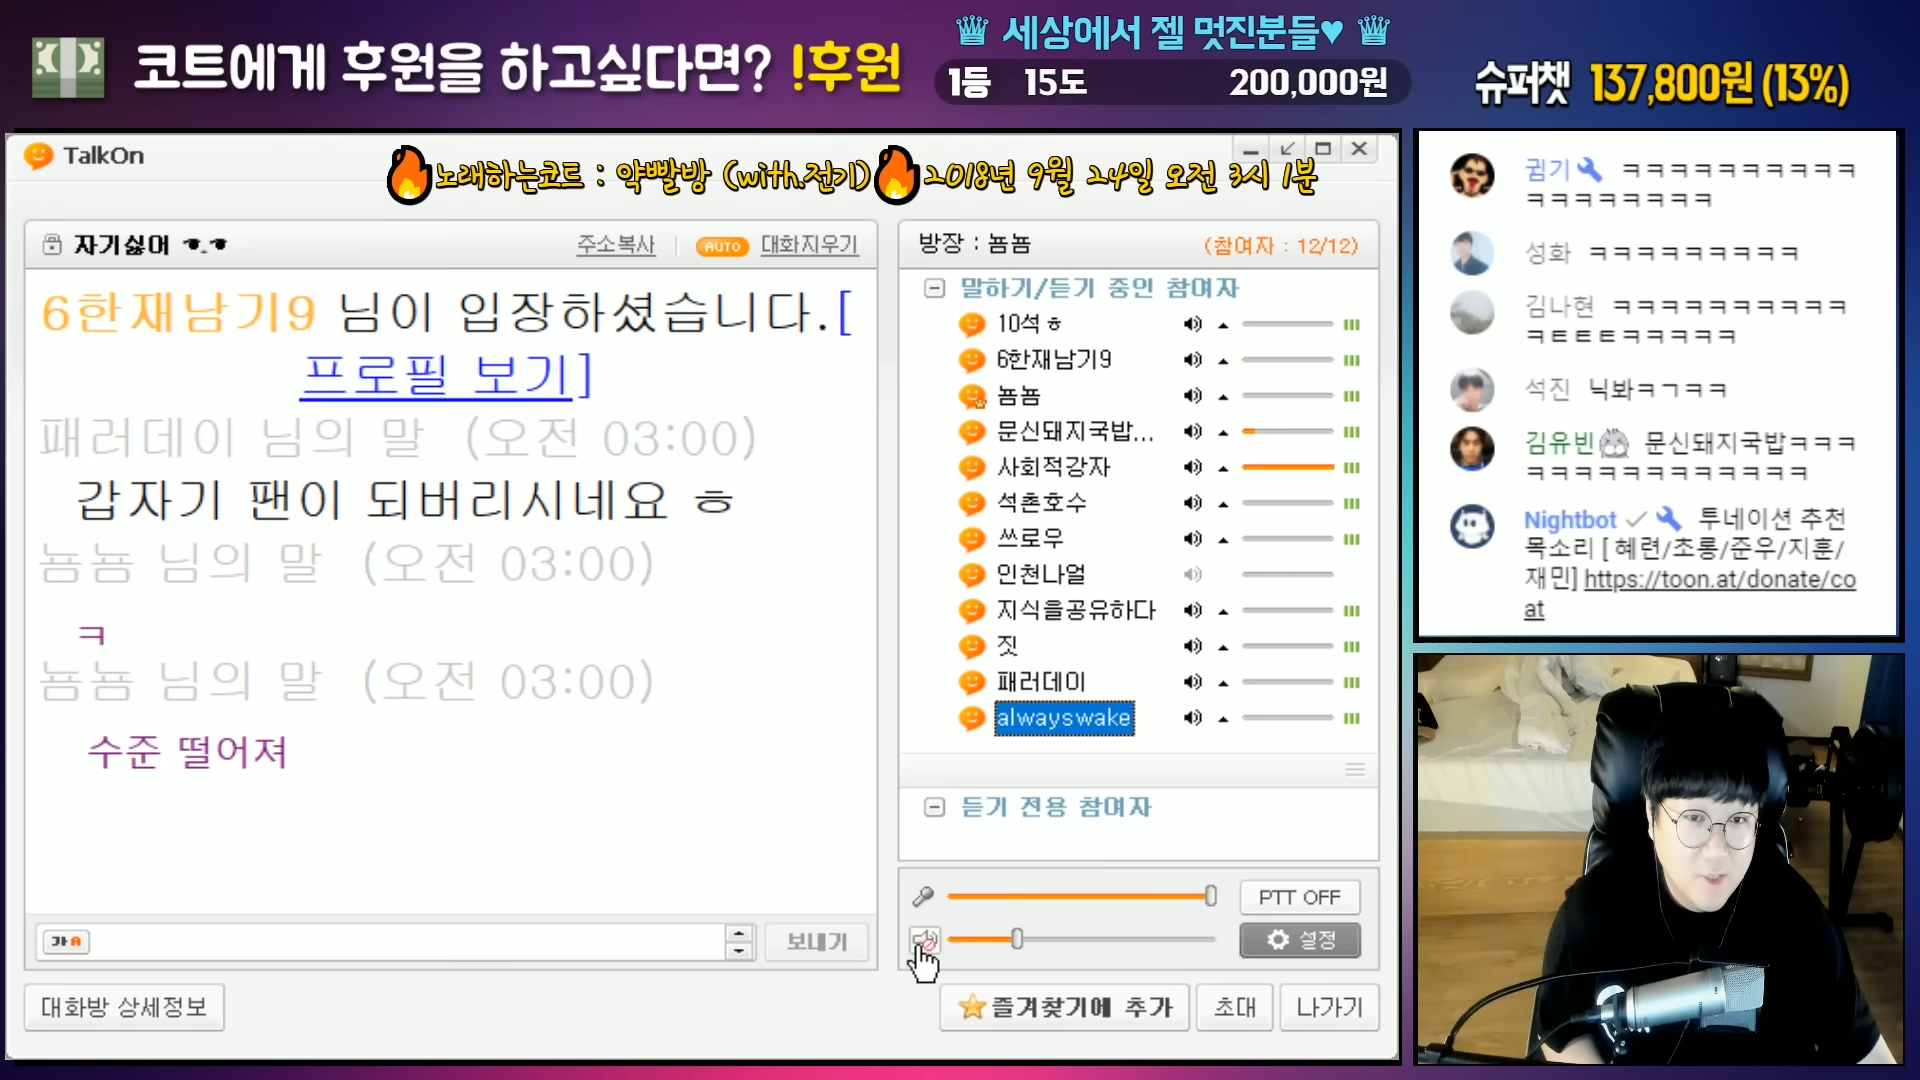 코트에게 후원을 하고싶다면? !후원
세상에서 젤 멋진분들♥
1등 15도 200,000원
슈퍼챗 137,800원 (13%)
TalkOn
노래하는코트 : 약빨방 (with.전기) 2018년 9월 24일 오전 3시 1분
자기싫어
주소복사 AUTO 대화지우기
6한재남기9 님이 입장하셨습니다.[
프로필 보기]
패러데이 님의 말 (오전 03:00)
갑자기 팬이 되버리시네요 ㅎ
뇸뇸 님의 말 (오전 03:00)
ㅋ
뇸뇸 님의 말 (오전 03:00)
수준 떨어져
가A
보내기
대화방 상세정보
방장 : 뇸뇸 (참여자 : 12/12)
말하기/듣기 중인 참여자
10석ㅎ
6한재남기9
뇸뇸
문신돼지국밥...
사회적강자
석촌호수
쓰로우
인천나얼
지식을공유하다
짓
패러데이
alwayswake
듣기 전용 참여자
PTT OFF
설정
즐겨찾기에 추가 초대 나가기
귐기 ㅋㅋㅋㅋㅋㅋㅋㅋㅋㅋㅋ
ㅋㅋㅋㅋㅋㅋㅋㅋㅋ
성화 ㅋㅋㅋㅋㅋㅋㅋㅋㅋㅋ
김나현 ㅋㅋㅋㅋㅋㅋㅋㅋㅋㅋㅋ
ㅋㅌㅌㅌㅋㅋㅋㅋㅋㅋ
석진 닉봐ㅋㄱㅋㅋ
김유빈 문신돼지국밥ㅋㅋㅋ
ㅋㅋㅋㅋㅋㅋㅋㅋㅋㅋㅋㅋㅋ
Nightbot 투네이션 추천
목소리 [ 혜련/초롱/준우/지훈/
재민] https://toon.at/donate/co
at